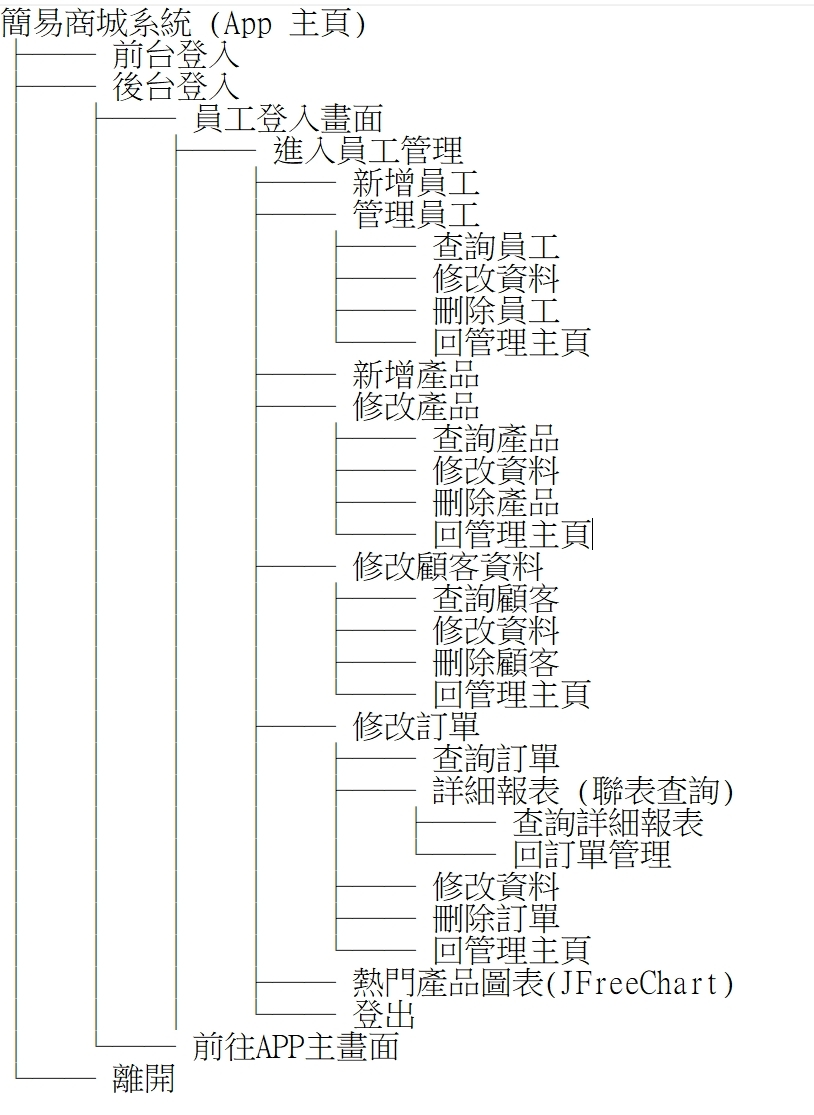 簡易商城系統 (App 主頁)
前台登入
後台登入
員工登入畫面
進入員工管理
新增員工
管理員工
查詢員工
修改資料
刪除員工
回管理主頁
新增產品
修改產品
查詢產品
修改資料
刪除產品
回管理主頁
修改顧客資料
查詢顧客
修改資料
刪除顧客
回管理主頁
修改訂單
查詢訂單
詳細報表 (聯表查詢)
查詢詳細報表
回訂單管理
修改資料
刪除訂單
回管理主頁
熱門產品圖表(JFreeChart)
登出
前往APP主畫面
離開